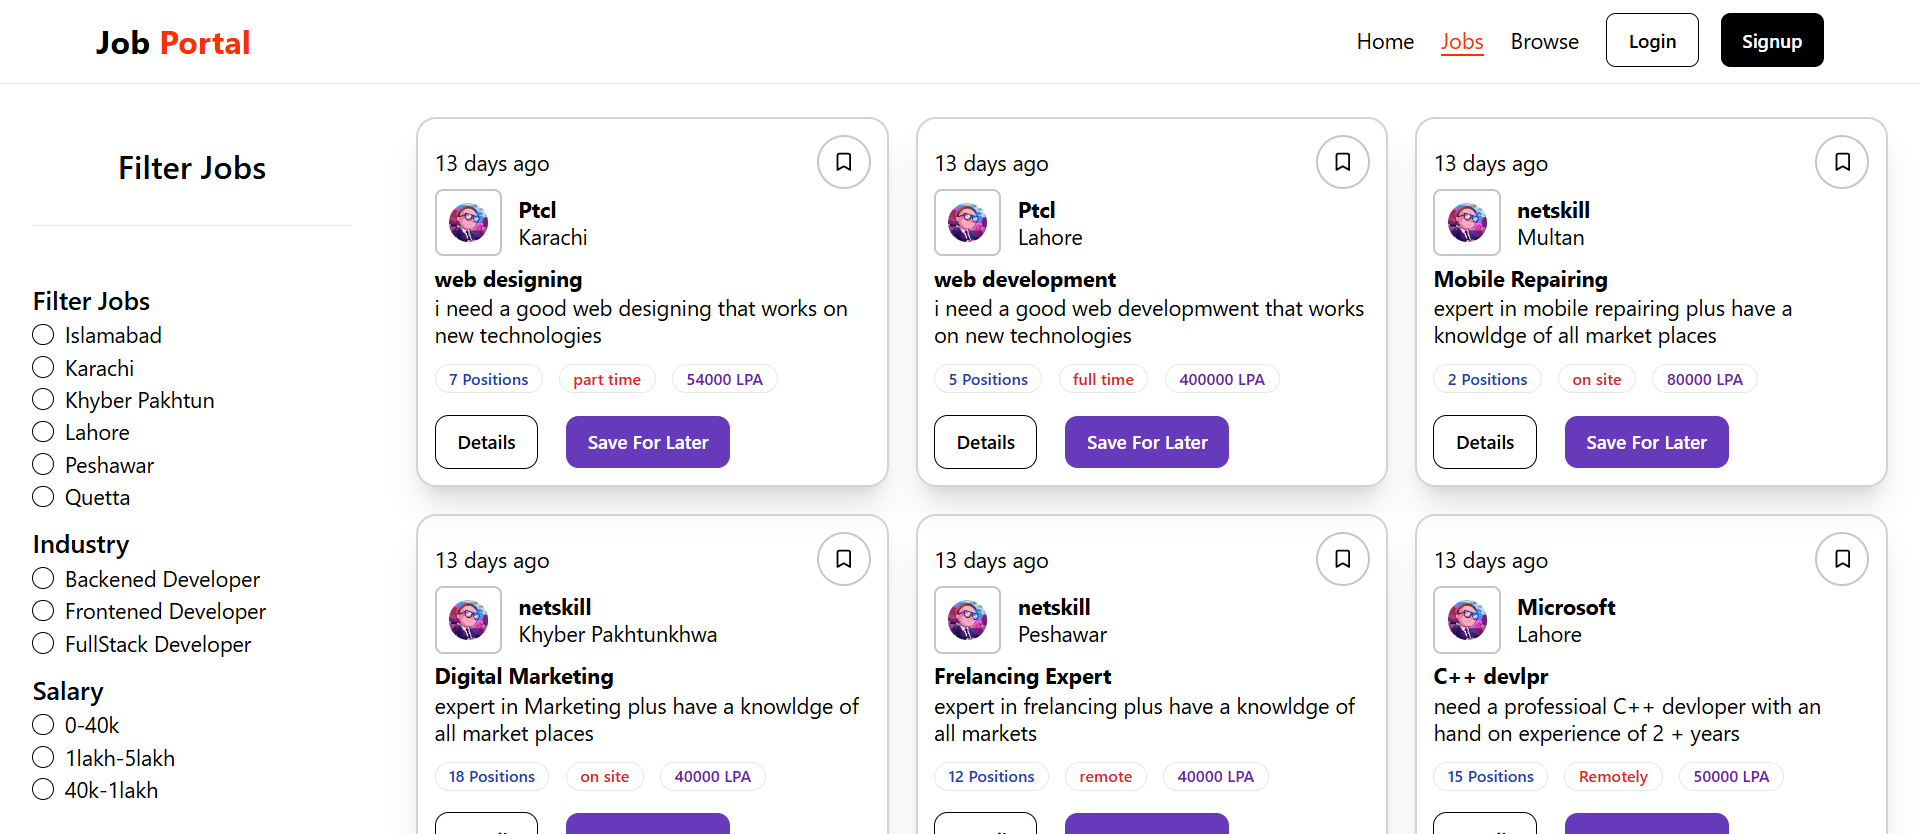 Job Portal
Home Jobs Browse Login Signup
Filter Jobs
Filter Jobs
Islamabad
Karachi
Khyber Pakhtun
Lahore
Peshawar
Quetta
Industry
Backened Developer
Frontened Developer
FullStack Developer
Salary
0-40k
1lakh-5lakh
40k-1lakh
13 days ago
Ptcl
Karachi
web designing
i need a good web designing that works on
new technologies
7 Positions part time 54000 LPA
Details Save For Later
13 days ago
Ptcl
Lahore
web development
i need a good web developmwent that works
on new technologies
5 Positions full time 400000 LPA
Details Save For Later
13 days ago
netskill
Multan
Mobile Repairing
expert in mobile repairing plus have a
knowldge of all market places
2 Positions on site 80000 LPA
Details Save For Later
13 days ago
netskill
Khyber Pakhtunkhwa
Digital Marketing
expert in Marketing plus have a knowldge of
all market places
18 Positions on site 40000 LPA
13 days ago
netskill
Peshawar
Frelancing Expert
expert in frelancing plus have a knowldge of
all markets
12 Positions remote 40000 LPA
13 days ago
Microsoft
Lahore
C++ devlpr
need a professioal C++ devloper with an
hand on experience of 2 + years
15 Positions Remotely 50000 LPA